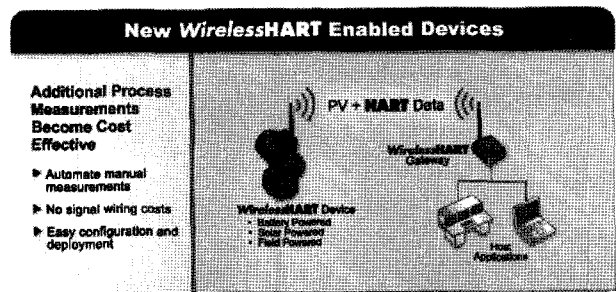 New WirelessHART Enabled Devices
Additional Process
Measurements
Become Cost
Effective
▶ Automate manual
measurements
▶ No signal wiring costs
▶ Easy configuration and
deployment
PV + HART Data
WirelessHART
Gateway
WirelessHART Device
• Battery Powered
• Solar Powered
• Field Powered
Host
Applications